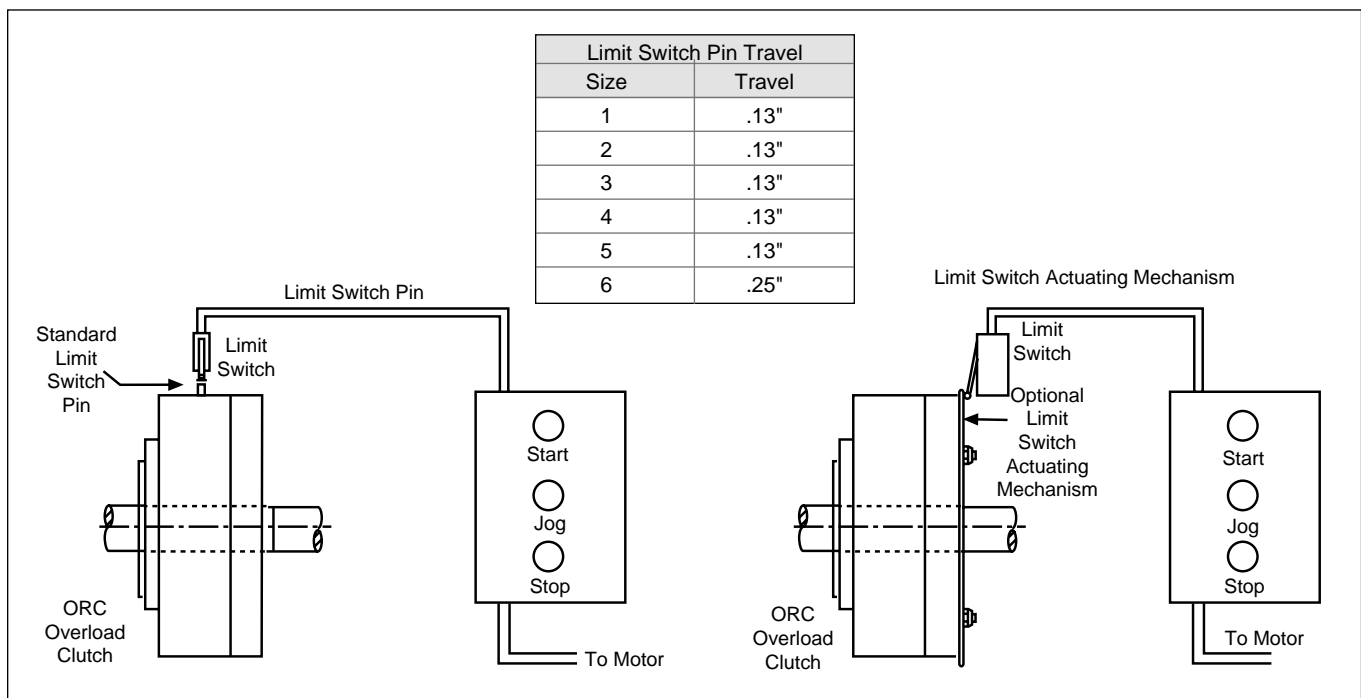 Limit Switch Pin Travel
Size Travel
1 .13"
2 .13"
3 .13"
4 .13"
5 .13"
6 .25"
Limit Switch Pin
Standard
Limit
Switch
Pin
Limit
Switch
Start
Jog
Stop
ORC
Overload
Clutch
To Motor
Limit Switch Actuating Mechanism
Limit
Switch
Optional
Limit
Switch
Actuating
Mechanism
Start
Jog
Stop
ORC
Overload
Clutch
To Motor